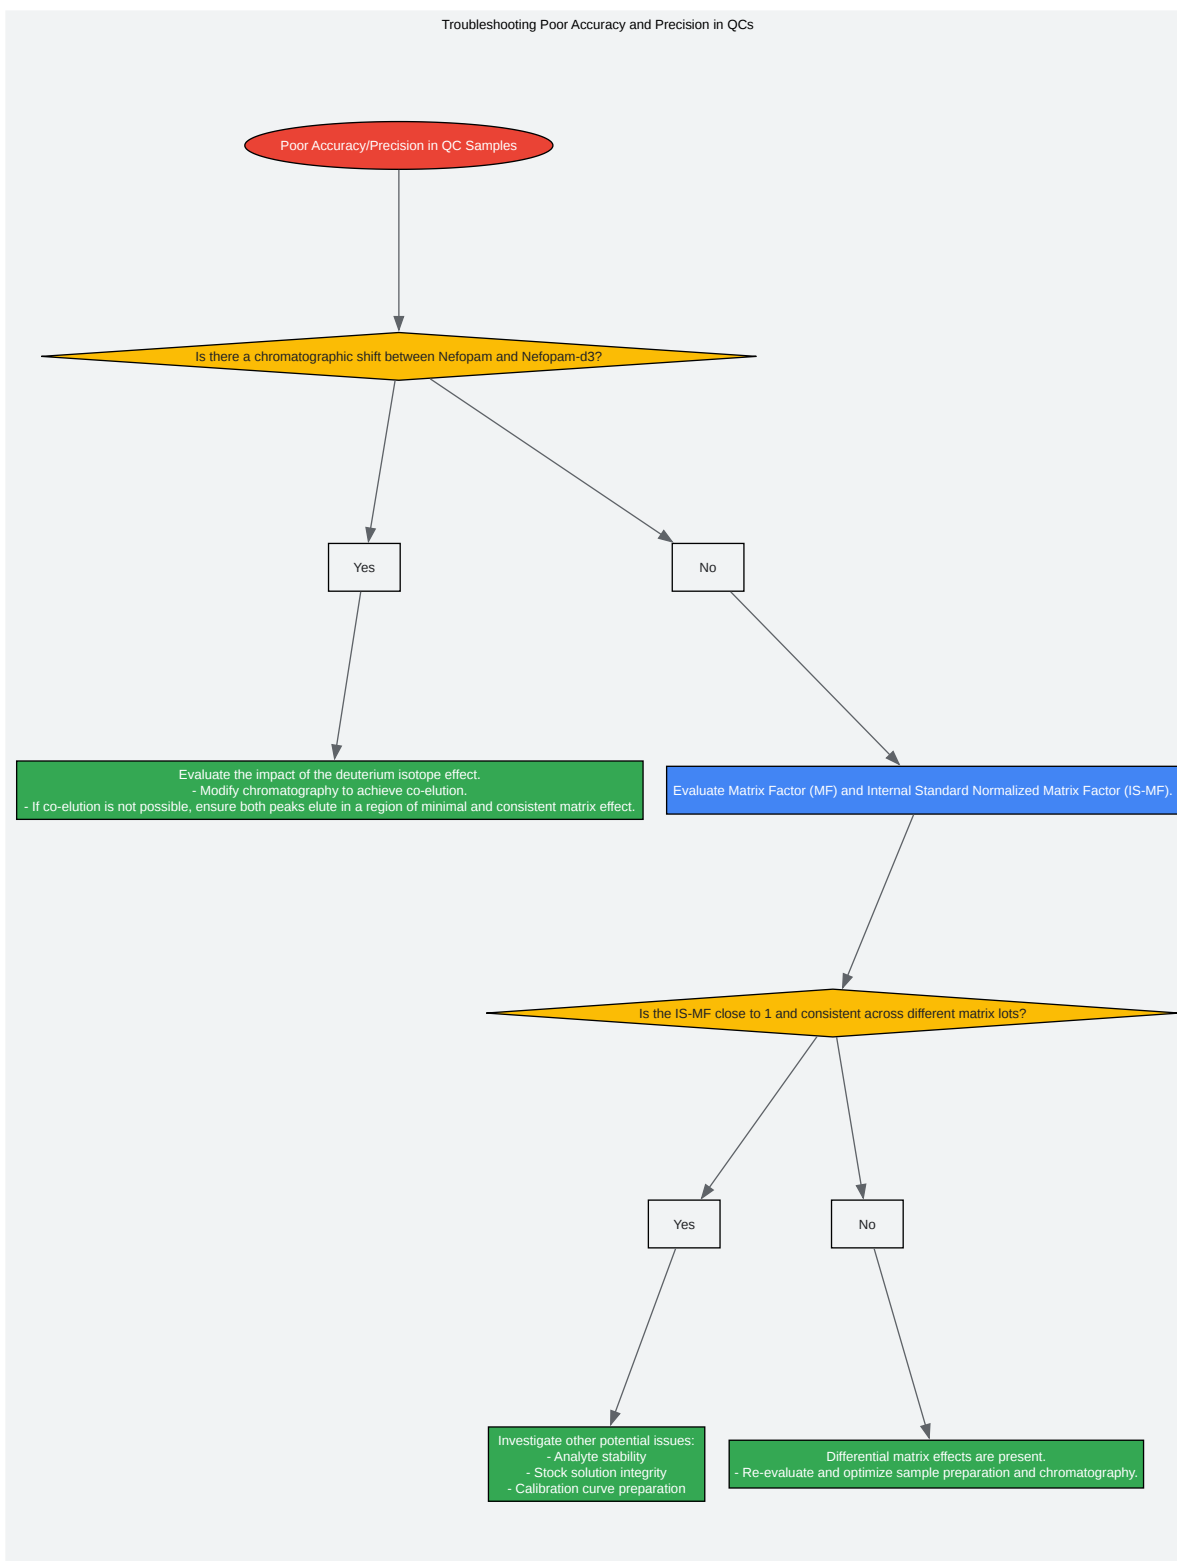 Troubleshooting Poor Accuracy and Precision in QCs
Poor Accuracy/Precision in QC Samples
Is there a chromatographic shift between Nefopam and Nefopam-d3?
Yes
No
Evaluate the impact of the deuterium isotope effect.
- Modify chromatography to achieve co-elution.
- If co-elution is not possible, ensure both peaks elute in a region of minimal and consistent matrix effect.
Evaluate Matrix Factor (MF) and Internal Standard Normalized Matrix Factor (IS-MF).
Is the IS-MF close to 1 and consistent across different matrix lots?
Yes
No
Investigate other potential issues:
- Analyte stability
- Stock solution integrity
- Calibration curve preparation
Differential matrix effects are present.
- Re-evaluate and optimize sample preparation and chromatography.